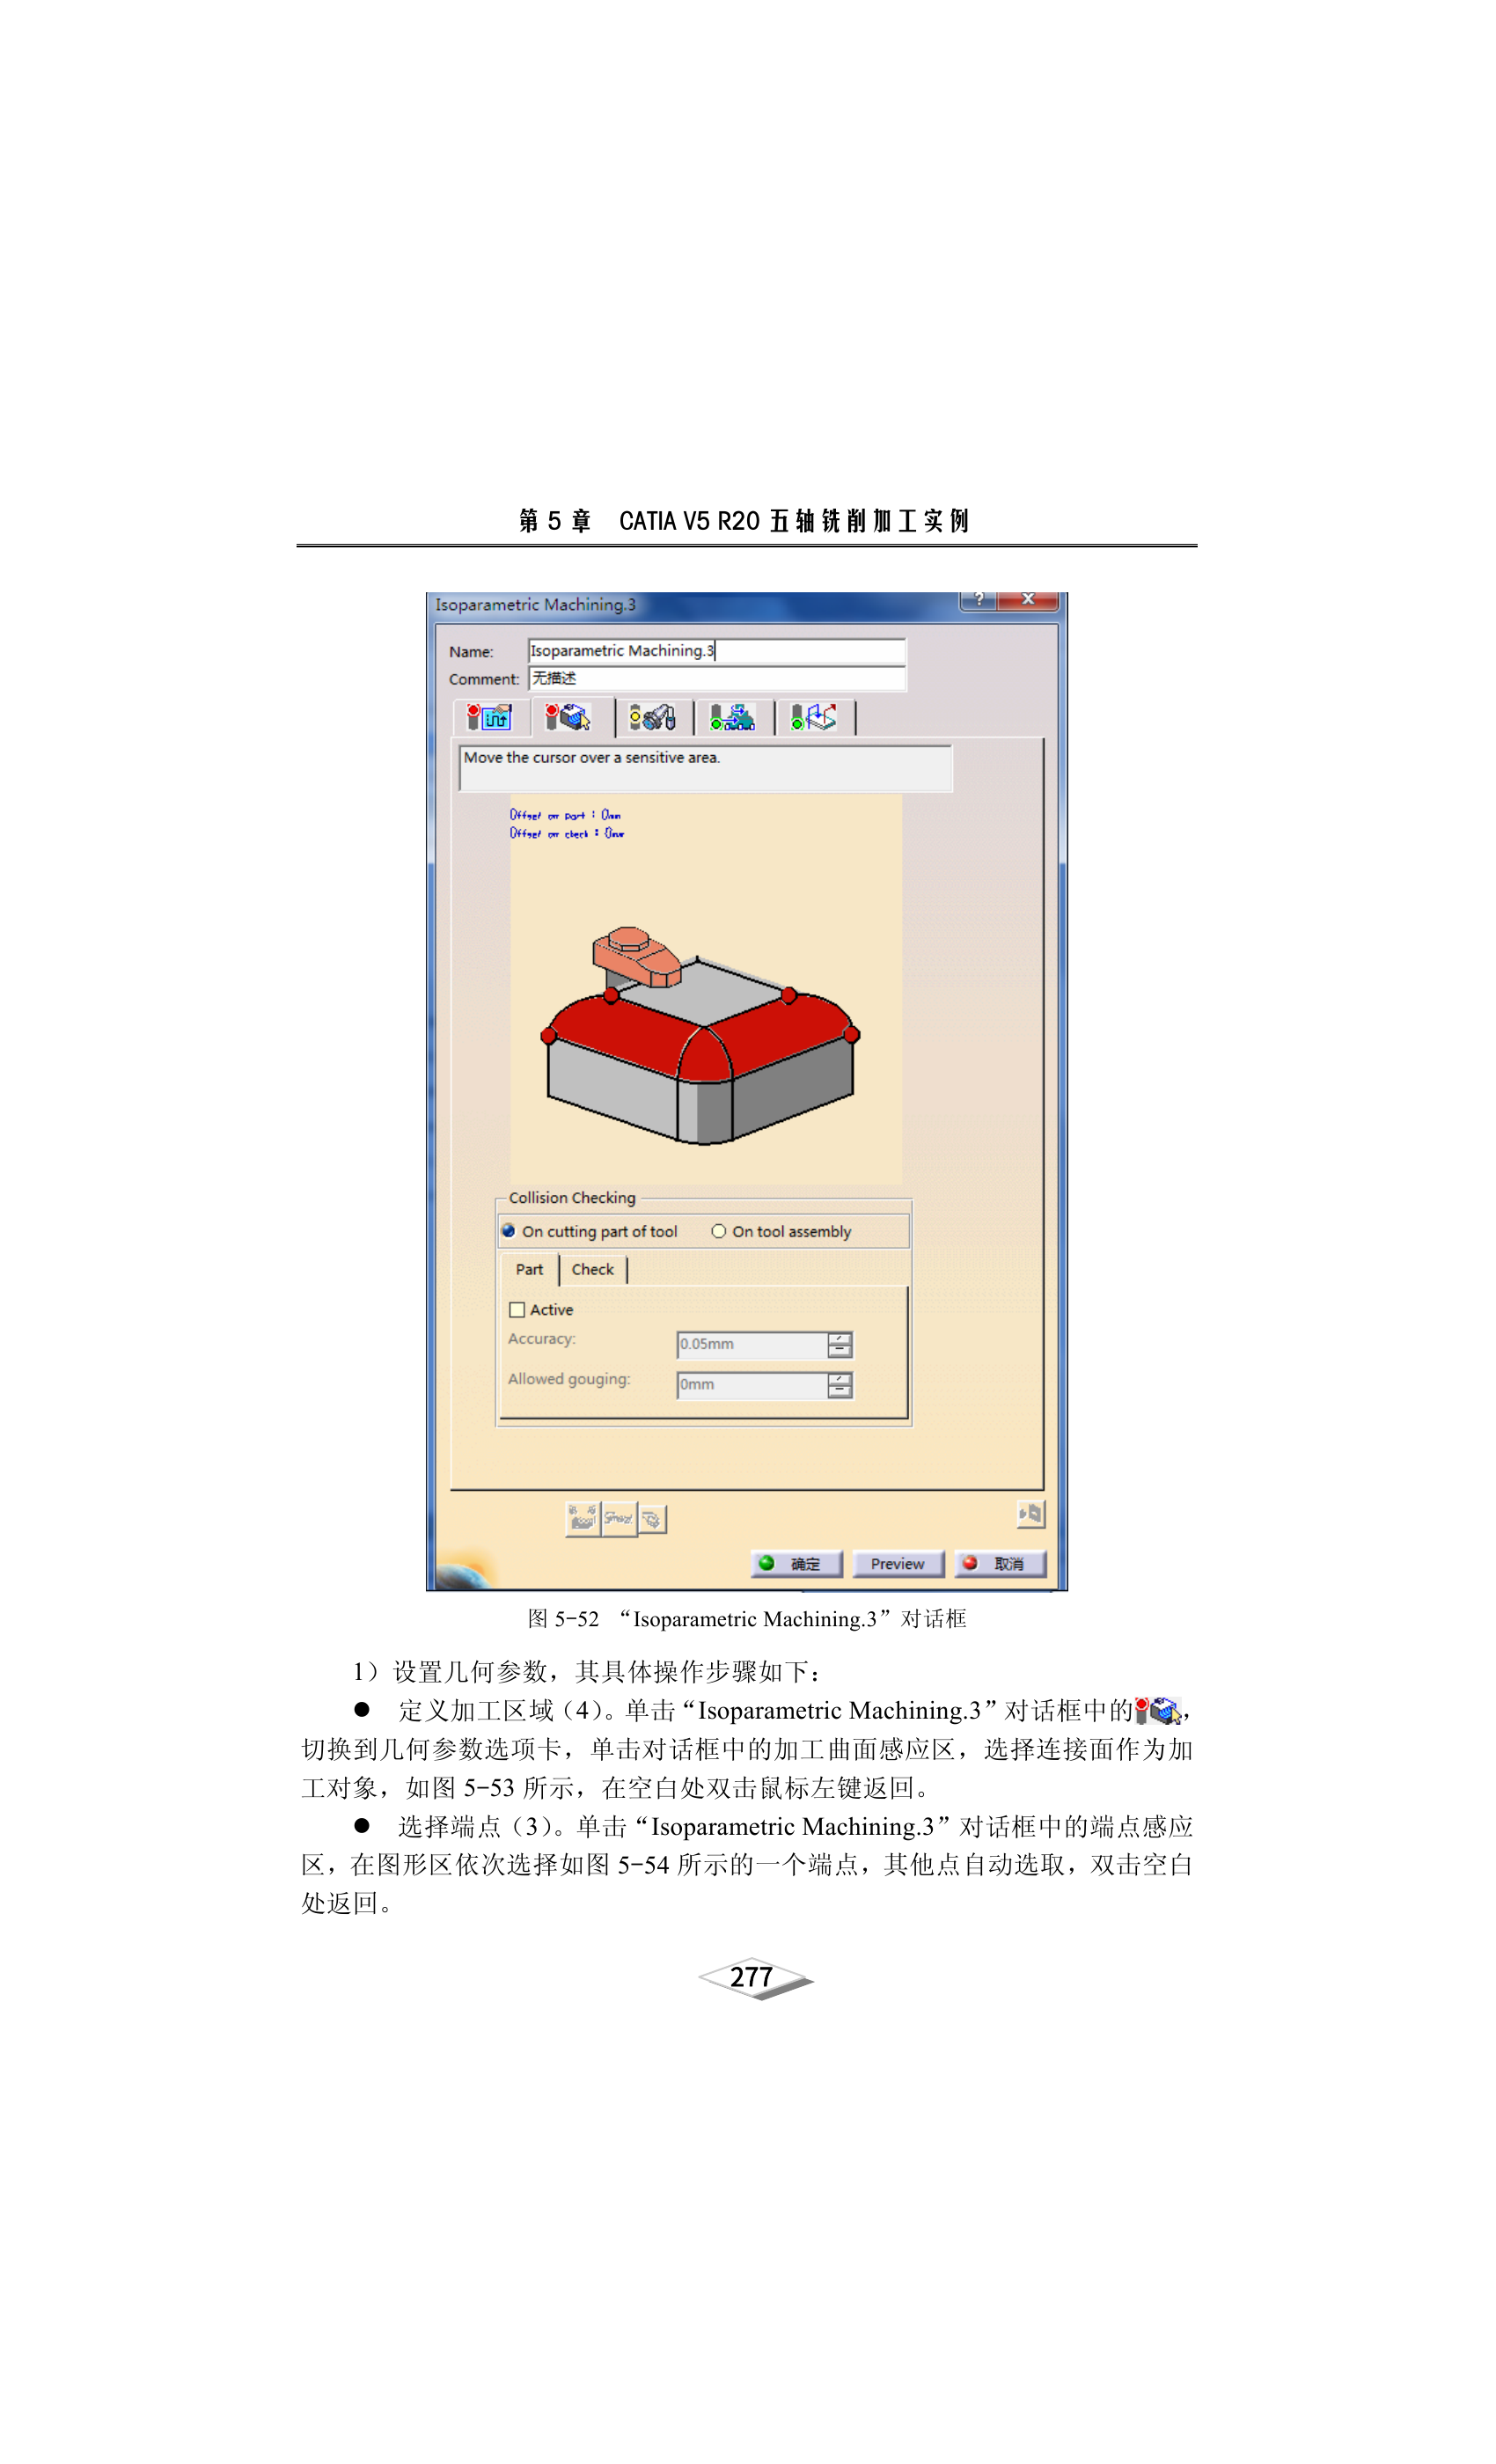 第 5 章 CATIA V5 R20 五轴铣削加工实例
Isoparametric Machining.3
Name: Isoparametric Machining.3
Comment: 无描述
Move the cursor over a sensitive area.
Offset on part : 0mm
Offset on check : 0mm
Collision Checking
On cutting part of tool On tool assembly
Part Check
Active
Accuracy: 0.05mm
Allowed gouging: 0mm
确定 Preview 取消
图 5-52 “Isoparametric Machining.3”对话框
1）设置几何参数，其具体操作步骤如下：
● 定义加工区域（4）。单击“Isoparametric Machining.3”对话框中的，
切换到几何参数选项卡，单击对话框中的加工曲面感应区，选择连接面作为加
工对象，如图 5-53 所示，在空白处双击鼠标左键返回。
● 选择端点（3）。单击“Isoparametric Machining.3”对话框中的端点感应
区，在图形区依次选择如图 5-54 所示的一个端点，其他点自动选取，双击空白
处返回。
277